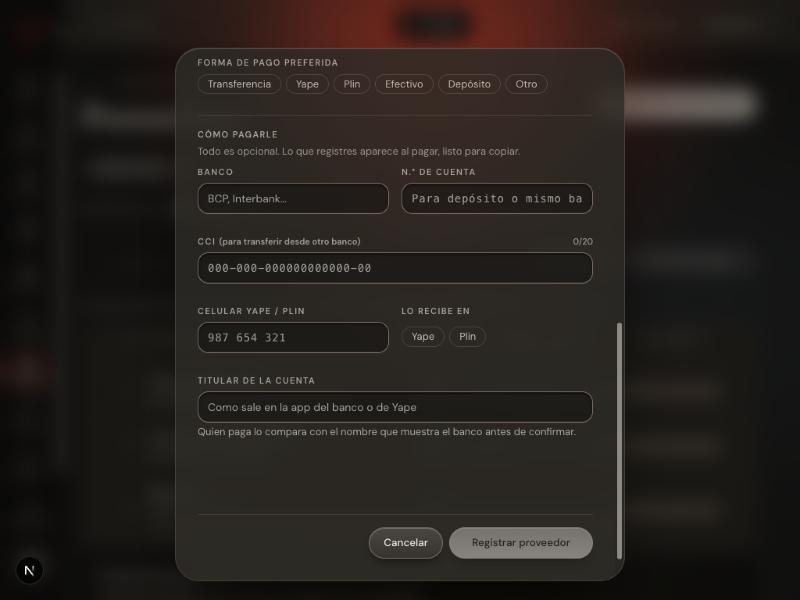 FORMA DE PAGO PREFERIDA
Transferencia Yape Plin Efectivo Depósito Otro
CÓMO PAGARLE
Todo es opcional. Lo que registres aparece al pagar, listo para copiar.
BANCO N.° DE CUENTA
BCP, Interbank... Para depósito o mismo ba
CCI (para transferir desde otro banco) 0/20
000-000-000000000000-00
CELULAR YAPE / PLIN LO RECIBE EN
987 654 321 Yape Plin
TITULAR DE LA CUENTA
Como sale en la app del banco o de Yape
Quien paga lo compara con el nombre que muestra el banco antes de confirmar.
Cancelar Registrar proveedor
N